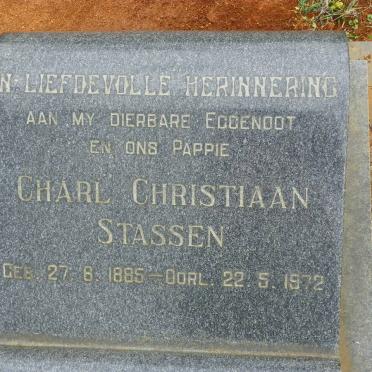 IN LIEFDEVOLLE HERINNERING
AAN MY DIERBARE EGGENOOT
EN ONS PAPPIE
CHARL CHRISTIAAN
STASSEN
GEB. 27. 8. 1885 — OORL. 22. 5. 1972